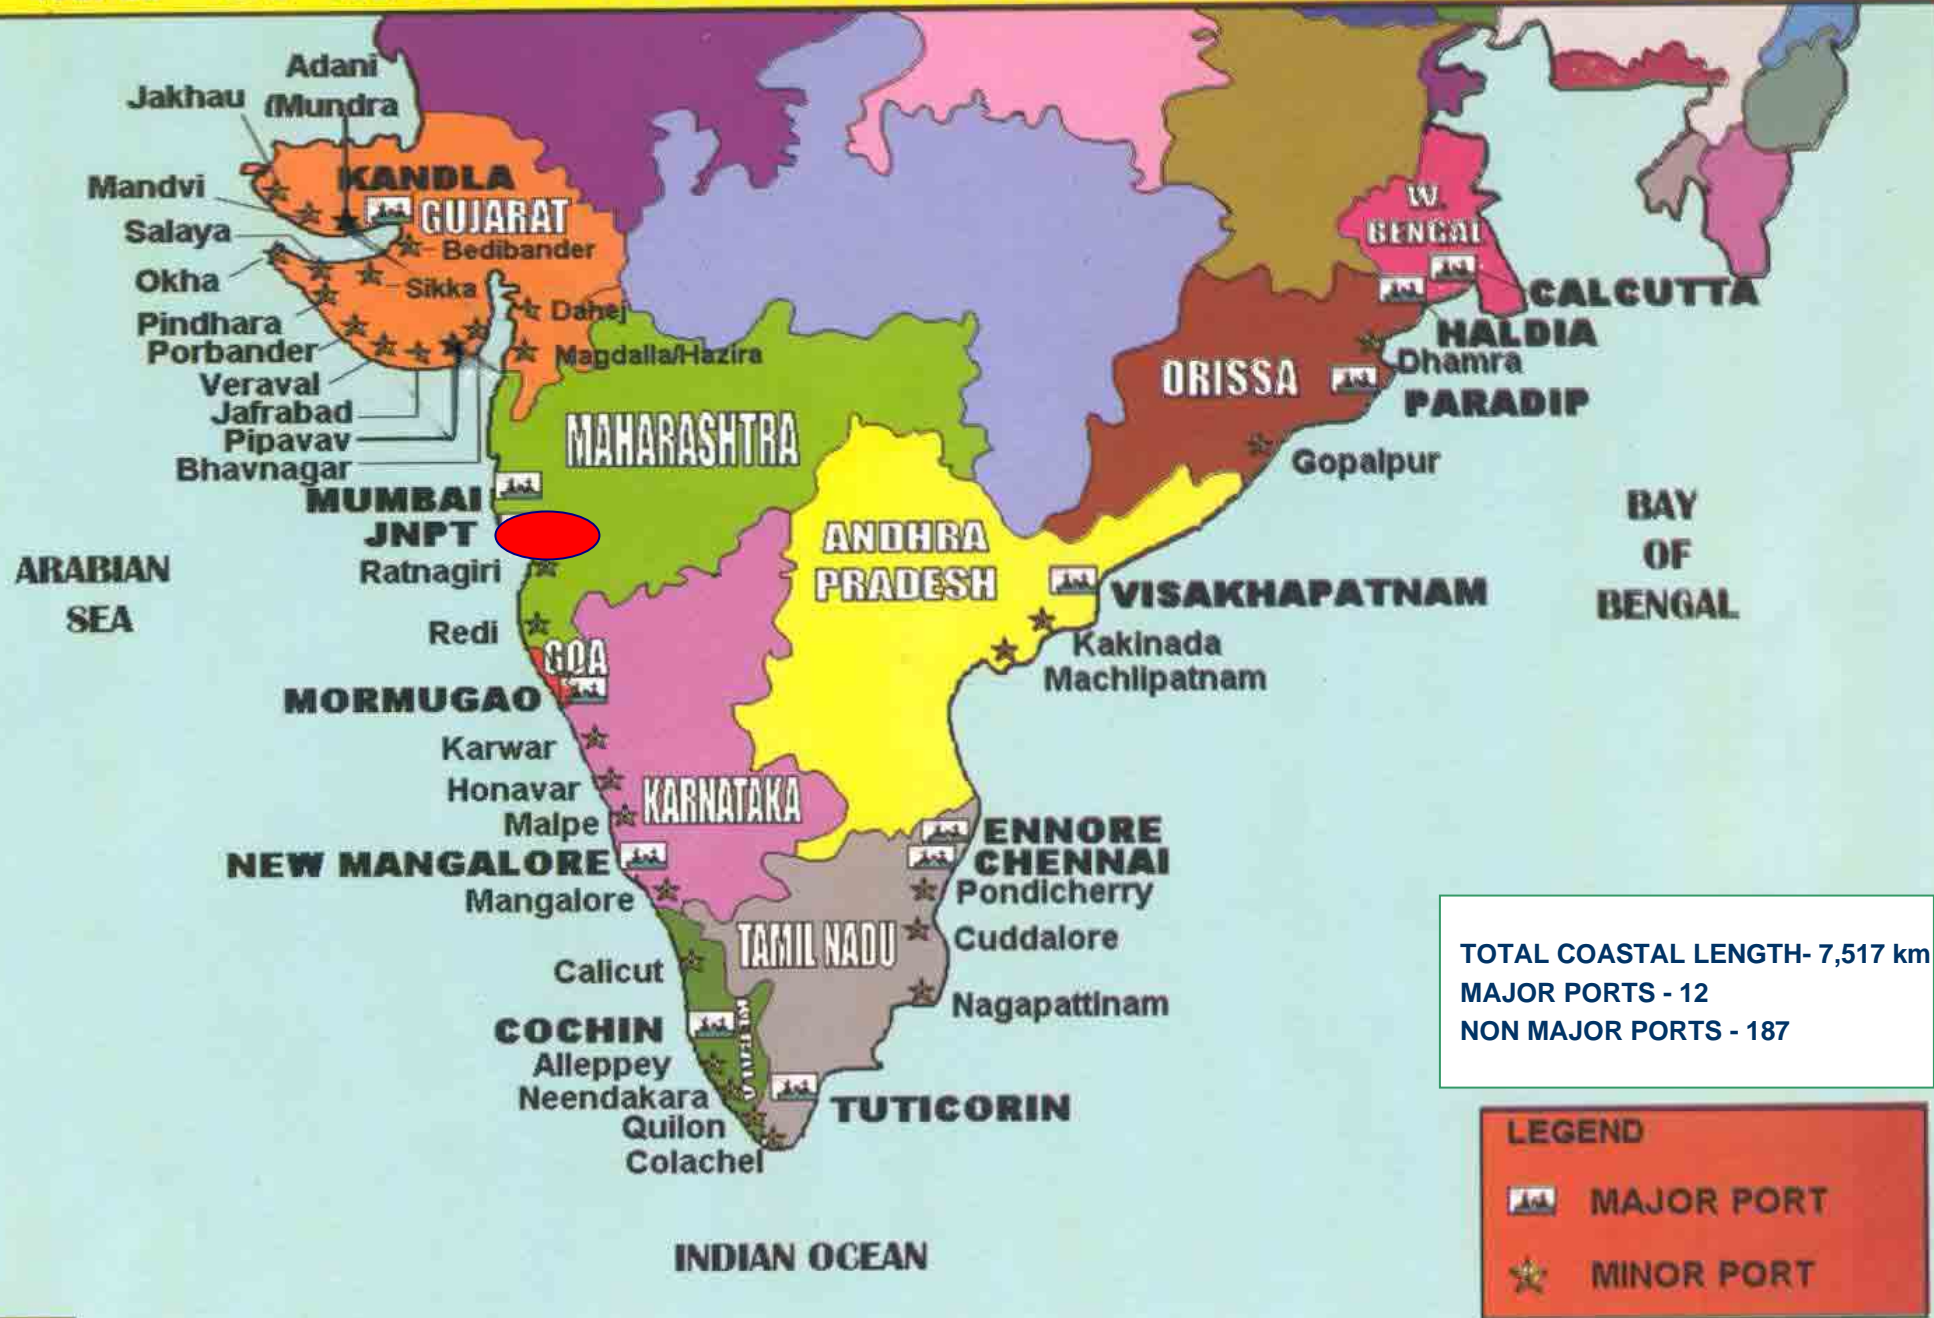 Adani
Jakhau
(Mundra
KANDLA
Mandvi
GUJARAT
Salaya
Bedibander
Okha
Sikka
Pindhara
Dahej
Porbander
Magdalla/Hazira
Veraval
Jafrabad
Pipavav
Bhavnagar
MAHARASHTRA
MUMBAI
JNPT
Ratnagiri
ARABIAN
SEA
Redi
GOA
MORMUGAO
Karwar
Honavar
KARNATAKA
Malpe
NEW MANGALORE
Mangalore
Calicut
COCHIN
KERALA
Alleppey
Neendakara
Quilon
Colachel
W.
BENGAL
CALCUTTA
HALDIA
Dhamra
ORISSA
PARADIP
Gopalpur
BAY
OF
BENGAL
ANDHRA
PRADESH
VISAKHAPATNAM
Kakinada
Machlipatnam
ENNORE
CHENNAI
Pondicherry
TAMIL NADU
Cuddalore
Nagapattinam
TUTICORIN
INDIAN OCEAN
TOTAL COASTAL LENGTH- 7,517 km
MAJOR PORTS - 12
NON MAJOR PORTS - 187
LEGEND
MAJOR PORT
MINOR PORT